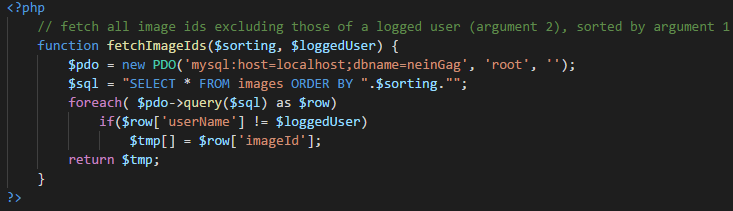 <?php
// fetch all image ids excluding those of a logged user (argument 2), sorted by argument 1
function fetchImageIds($sorting, $loggedUser) {
$pdo = new PDO('mysql:host=localhost;dbname=neinGag', 'root', '');
$sql = "SELECT * FROM images ORDER BY ".$sorting."";
foreach( $pdo->query($sql) as $row)
if($row['userName'] != $loggedUser)
$tmp[] = $row['imageId'];
return $tmp;
}
?>